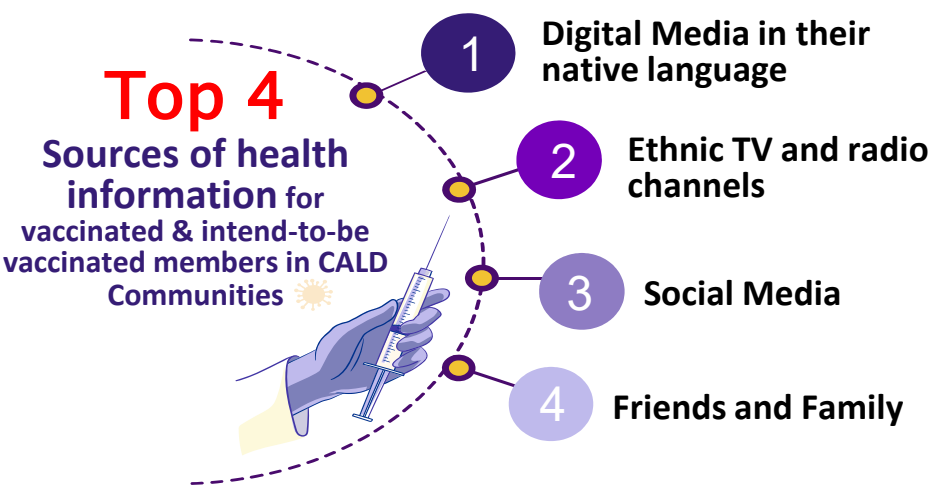 Top 4
Sources of health
information for
vaccinated & intend-to-be
vaccinated members in CALD
Communities
1
Digital Media in their
native language
2
Ethnic TV and radio
channels
3
Social Media
4
Friends and Family